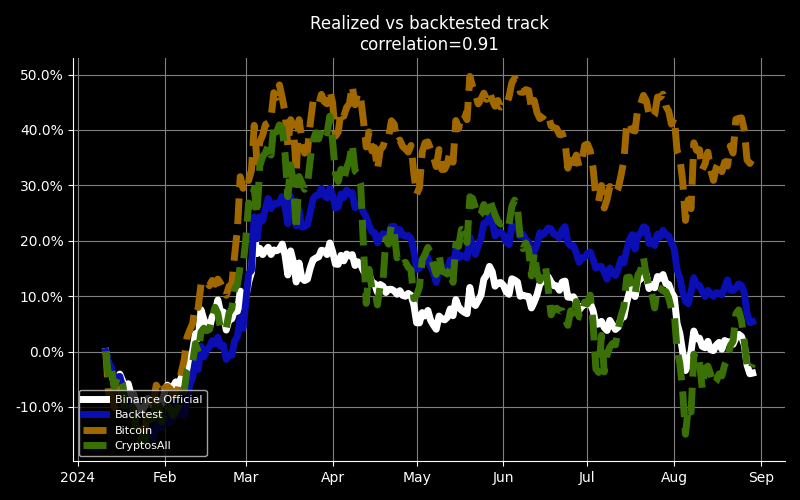 Realized vs backtested track
correlation=0.91
50.0%
40.0%
30.0%
20.0%
10.0%
0.0%
-10.0%
Binance Official
Backtest
Bitcoin
CryptosAll
2024 Feb Mar Apr May Jun Jul Aug Sep